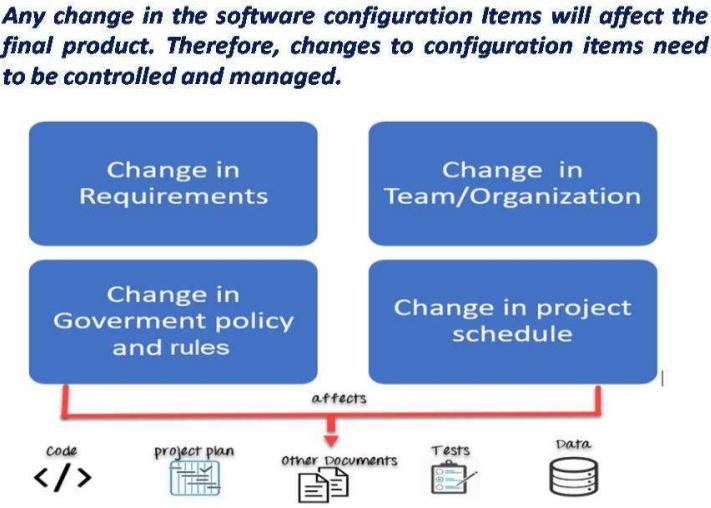 Any change in the software configuration Items will affect the
final product. Therefore, changes to configuration items need
to be controlled and managed.
Change in
Requirements
Change in
Team/Organization
Change in
Goverment policy
and rules
Change in project
schedule
affects
Code
project plan
Other Documents
Tests
Data